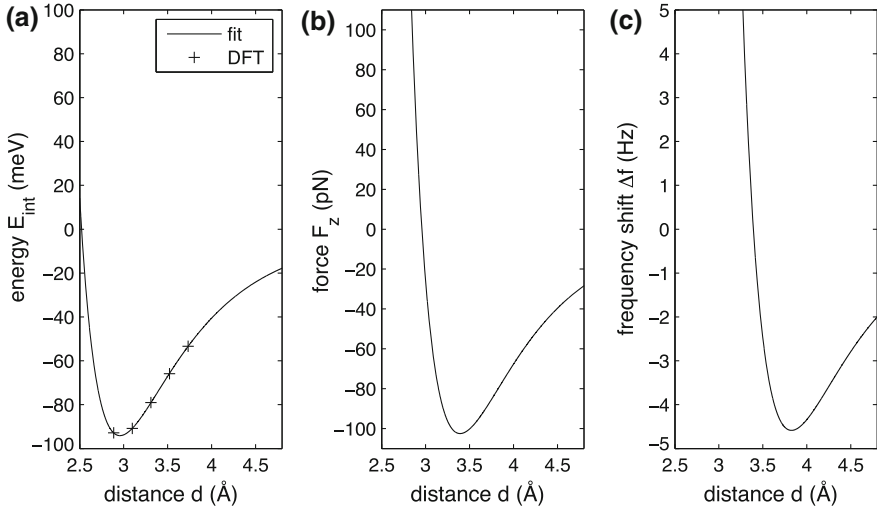 (a)
fit
DFT
100
80
60
40
20
0
−20
−40
−60
−80
−100
energy E_int (meV)
2.5 3 3.5 4 4.5
distance d (Å)
(b)
100
80
60
40
20
0
−20
−40
−60
−80
−100
force F_z (pN)
2.5 3 3.5 4 4.5
distance d (Å)
(c)
5
4
3
2
1
0
−1
−2
−3
−4
5
frequency shift Δf (Hz)
2.5 3 3.5 4 4.5
distance d (Å)